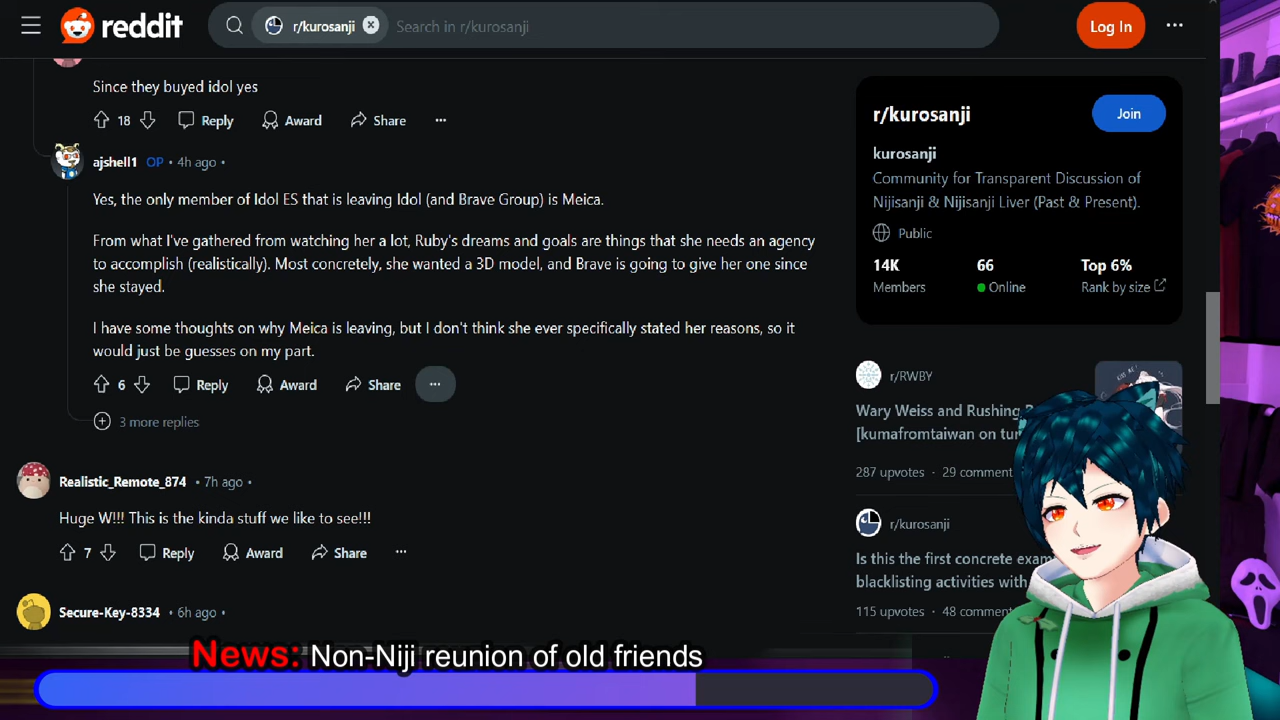 reddit
r/kurosanji
Search in r/kurosanji
Log In
Since they buyed idol yes
18 Reply Award Share
ajshell1 OP • 4h ago •
Yes, the only member of Idol ES that is leaving Idol (and Brave Group) is Meica.
From what I've gathered from watching her a lot, Ruby's dreams and goals are things that she needs an agency
to accomplish (realistically). Most concretely, she wanted a 3D model, and Brave is going to give her one since
she stayed.
I have some thoughts on why Meica is leaving, but I don't think she ever specifically stated her reasons, so it
would just be guesses on my part.
6 Reply Award Share
3 more replies
Realistic_Remote_874 • 7h ago •
Huge W!!! This is the kinda stuff we like to see!!!
7 Reply Award Share
Secure-Key-8334 • 6h ago •
r/kurosanji
Join
kurosanji
Community for Transparent Discussion of
Nijisanji & Nijisanji Liver (Past & Present).
Public
14K 66 Top 6%
Members Online Rank by size
r/RWBY
Wary Weiss and Rushing
[kumafromtaiwan on
287 upvotes • 29 comment
r/kurosanji
Is this the first concrete
blacklisting activities with
115 upvotes • 48 comment
News: Non-Niji reunion of old friends